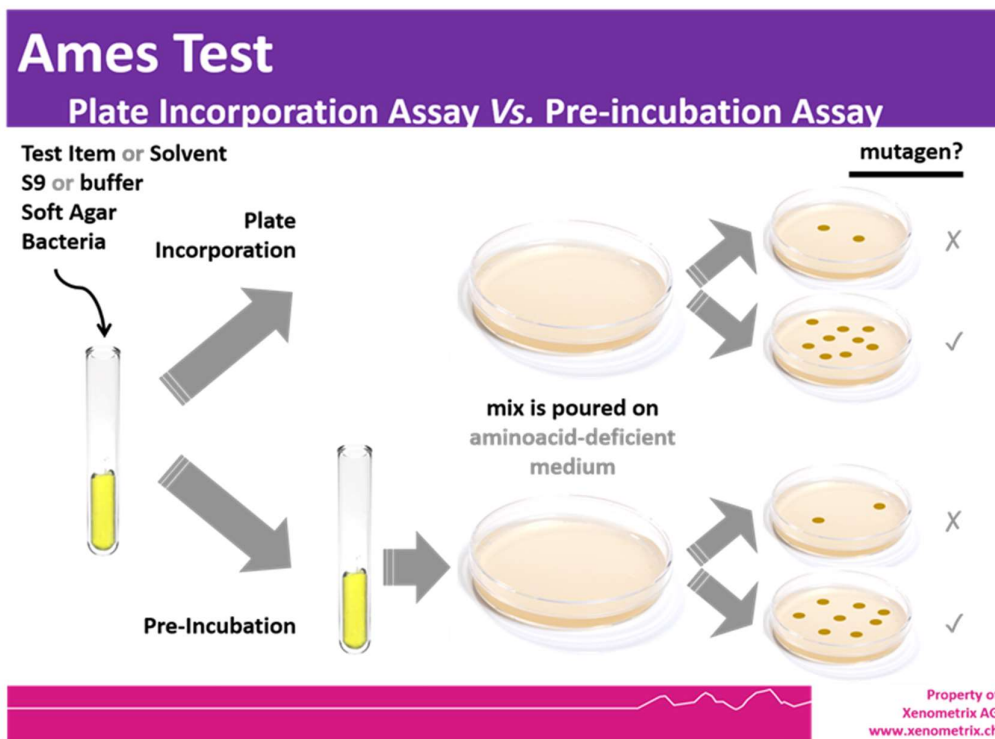 Ames Test
Plate Incorporation Assay Vs. Pre-incubation Assay
Test Item or Solvent
S9 or buffer
Soft Agar
Bacteria
Plate
Incorporation
mutagen?
mix is poured on
aminoacid-deficient
medium
Pre-Incubation
Property of
Xenometrix AG
www.xenometrix.ch